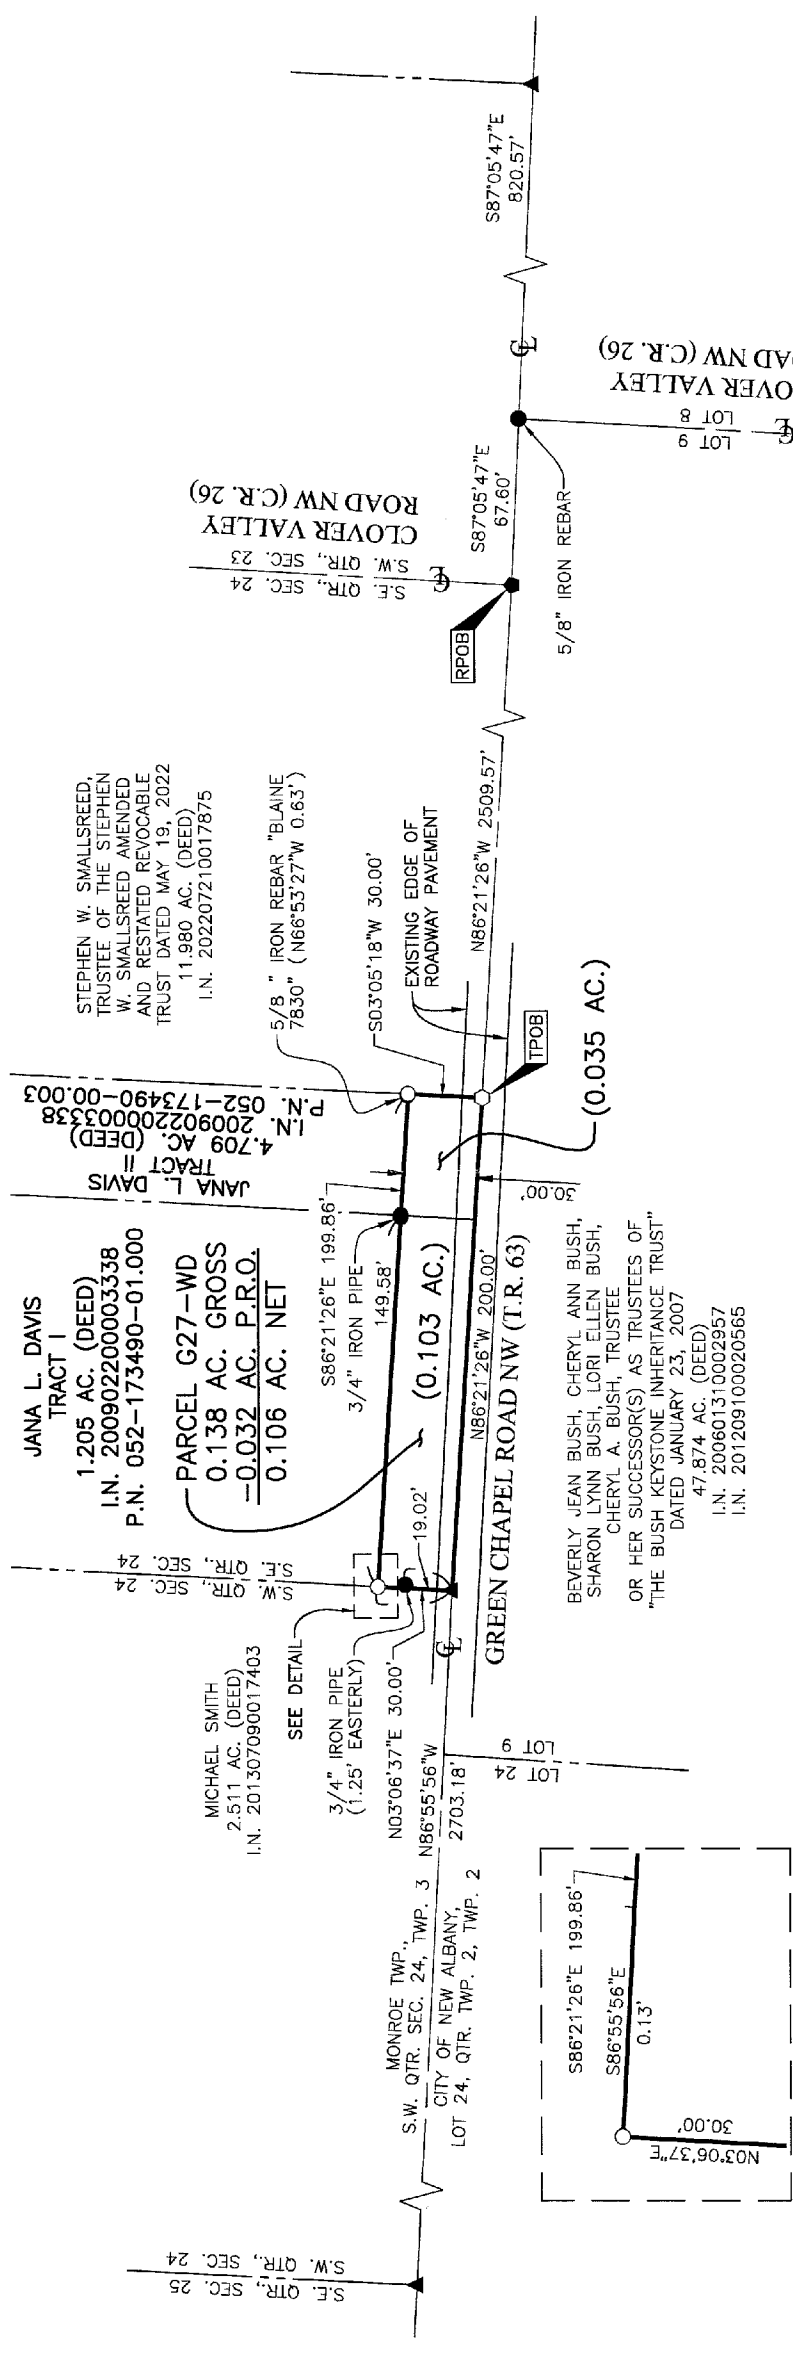 JANA L. DAVIS
TRACT I
1.205 AC. (DEED)
I.N. 200902200003338
P.N. 052-173490-01.000
PARCEL G27-WD
0.138 AC. GROSS
-0.032 AC. P.R.O.
0.106 AC. NET
JANA L. DAVIS
TRACT II
4.709 AC. (DEED)
I.N. 200902200003338
P.N. 052-173490-00.003
STEPHEN W. SMALLSREED,
TRUSTEE OF THE STEPHEN
W. SMALLSREED AMENDED
AND RESTATED REVOCABLE
TRUST DATED MAY 19, 2022
11.980 AC. (DEED)
I.N. 202207210017875
5/8 " IRON REBAR "BLAINE
7830" (N66°53'27"W 0.63')
S03°05'18"W 30.00'
EXISTING EDGE OF
ROADWAY PAVEMENT
N86°21'26"W 2509.57'
TPOB
(0.035 AC.)
30.00'
S86°21'26"E 199.86'
3/4" IRON PIPE
149.58'
(0.103 AC.)
N86°21'26"W 200.00'
GREEN CHAPEL ROAD NW (T.R. 63)
19.02'
S.W. QTR., SEC. 24
S.E. QTR., SEC. 24
MICHAEL SMITH
2.511 AC. (DEED)
I.N. 201307090017403
SEE DETAIL
3/4" IRON PIPE
(1.25' EASTERLY)
N03°06'37"E 30.00'
N86°55'56"W
2703.18'
LOT 24
LOT 9
BEVERLY JEAN BUSH, CHERYL ANN BUSH,
SHARON LYNN BUSH, LORI ELLEN BUSH,
CHERYL A. BUSH, TRUSTEE
OR HER SUCCESSOR(S) AS TRUSTEES OF
"THE BUSH KEYSTONE INHERITANCE TRUST"
DATED JANUARY 23, 2007
47.874 AC. (DEED)
I.N. 200601310002957
I.N. 201209100020565
MONROE TWP.,
S.W. QTR. SEC. 24, TWP. 3
CITY OF NEW ALBANY,
LOT 24, QTR. TWP. 2, TWP. 2
S.E. QTR., SEC. 25
S.W. QTR., SEC. 24
S86°21'26"E 199.86'
S86°55'56"E
0.13'
30.00'
N03°06'37"E
RPOB
S.E. QTR., SEC. 24
S.W. QTR., SEC. 23
CLOVER VALLEY
ROAD NW (C.R. 26)
S87°05'47"E
67.60'
5/8" IRON REBAR
LOT 9
LOT 8
OVER VALLEY
AD NW (C.R. 26)
S87°05'47"E
820.57'